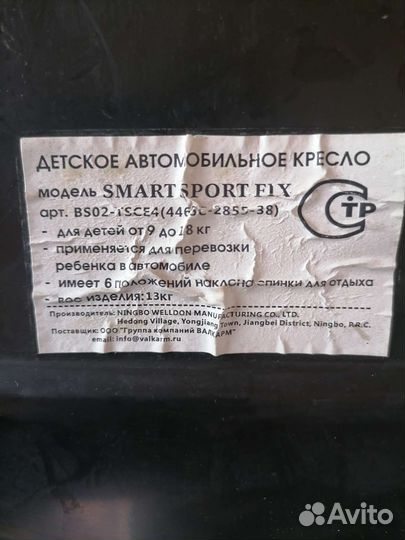 ДЕТСКОЕ АВТОМОБИЛЬНОЕ КРЕСЛО
модель SMART SPORT FIX
арт. BS02-TSCE4(4463C-2855-38)
- для детей от 9 до 18 кг
- применяется для перевозки
ребенка в автомобиле
- имеет 6 положений наклона спинки для отдыха
- вес изделия: 13кг
Производитель: NINGBO WELLDON MANUFACTURING CO., LTD.
Hedong Village, Yongjiang Town, Jiangbei District, Ningbo, P.R.C.
Поставщик: ООО "Группа компаний ВАЛКАРМ"
email: info@valkarm.ru
СТР
Avito